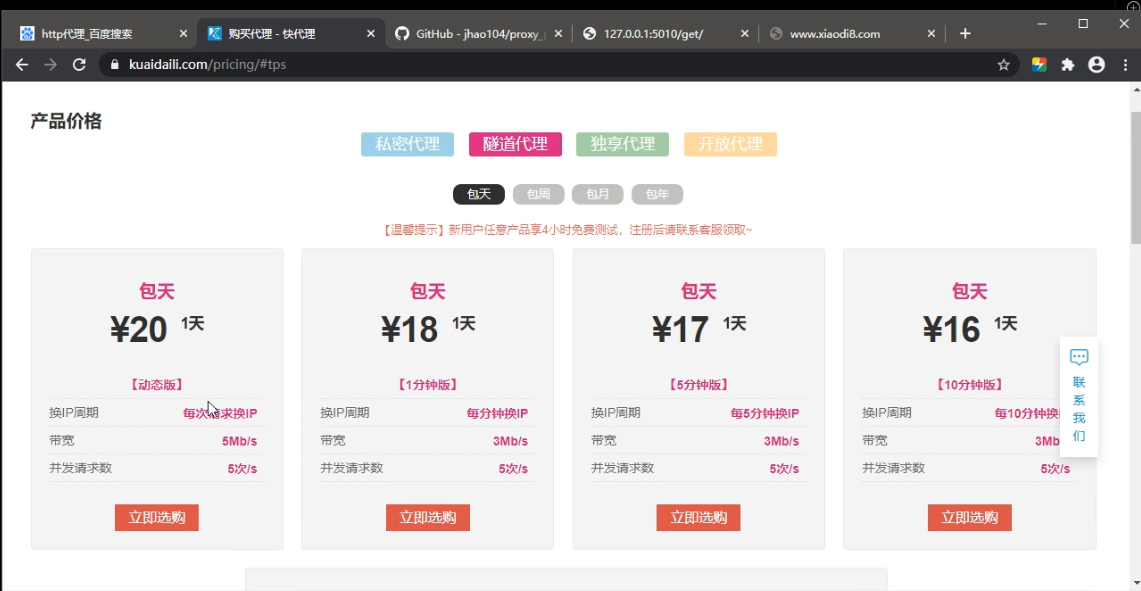 http代理_百度搜索
购买代理 - 快代理
GitHub - jhao104/proxy_
127.0.0.1:5010/get/
www.xiaodi8.com
kuaidaili.com/pricing/#tps
产品价格
私密代理 隧道代理 独享代理 开放代理
包天 包周 包月 包年
【温馨提示】新用户任意产品享4小时免费测试，注册后请联系客服领取~
包天
¥20 1天
【动态版】
换IP周期 每次请求换IP
带宽 5Mb/s
并发请求数 5次/s
立即选购
包天
¥18 1天
【1分钟版】
换IP周期 每分钟换IP
带宽 3Mb/s
并发请求数 5次/s
立即选购
包天
¥17 1天
【5分钟版】
换IP周期 每5分钟换IP
带宽 3Mb/s
并发请求数 5次/s
立即选购
包天
¥16 1天
【10分钟版】
换IP周期 每10分钟换
带宽 3Mb
并发请求数 5次/s
立即选购
联
系
我
们